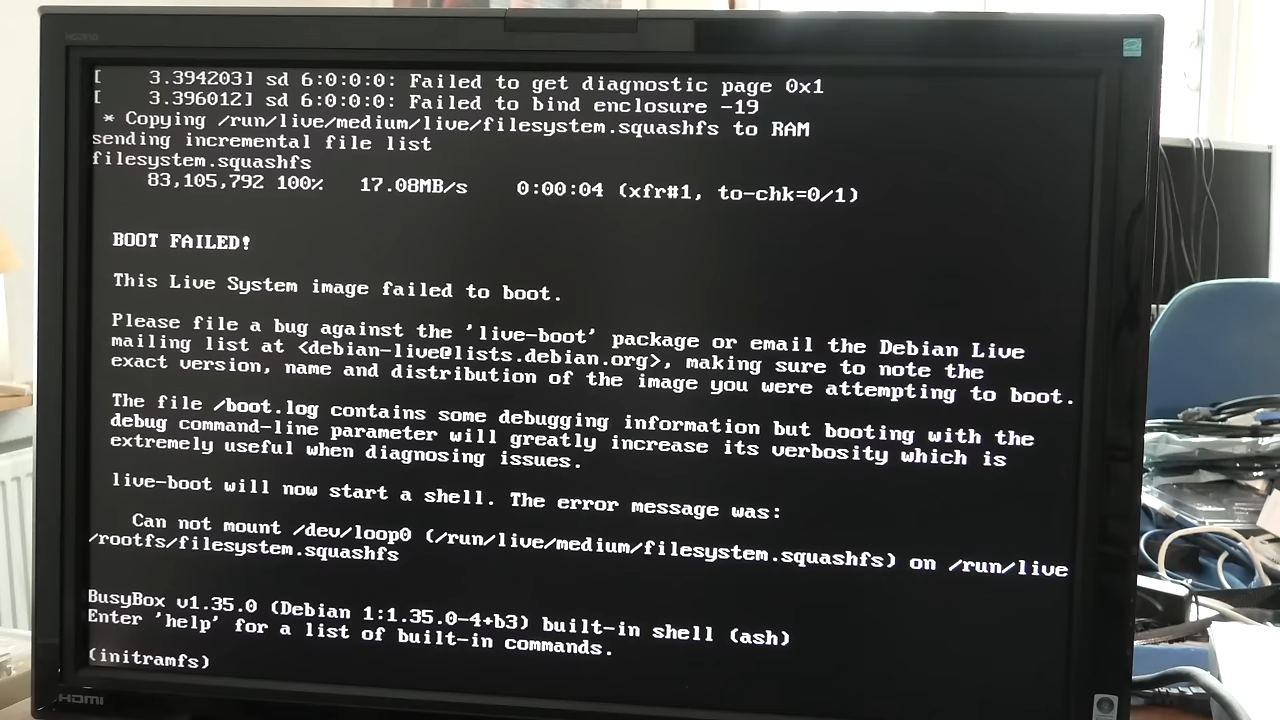 [    3.394203] sd 6:0:0:0: Failed to get diagnostic page 0x1
[    3.396012] sd 6:0:0:0: Failed to bind enclosure -19
* Copying /run/live/medium/live/filesystem.squashfs to RAM
sending incremental file list
filesystem.squashfs
83,105,792 100%   17.08MB/s    0:00:04 (xfr#1, to-chk=0/1)
BOOT FAILED!
This Live System image failed to boot.
Please file a bug against the 'live-boot' package or email the Debian Live
mailing list at <debian-live@lists.debian.org>, making sure to note the
exact version, name and distribution of the image you were attempting to boot.
The file /boot.log contains some debugging information but booting with the
debug command-line parameter will greatly increase its verbosity which is
extremely useful when diagnosing issues.
live-boot will now start a shell. The error message was:
Can not mount /dev/loop0 (/run/live/medium/filesystem.squashfs) on /run/live
/rootfs/filesystem.squashfs
BusyBox v1.35.0 (Debian 1:1.35.0-4+b3) built-in shell (ash)
Enter 'help' for a list of built-in commands.
(initramfs)
HDMI